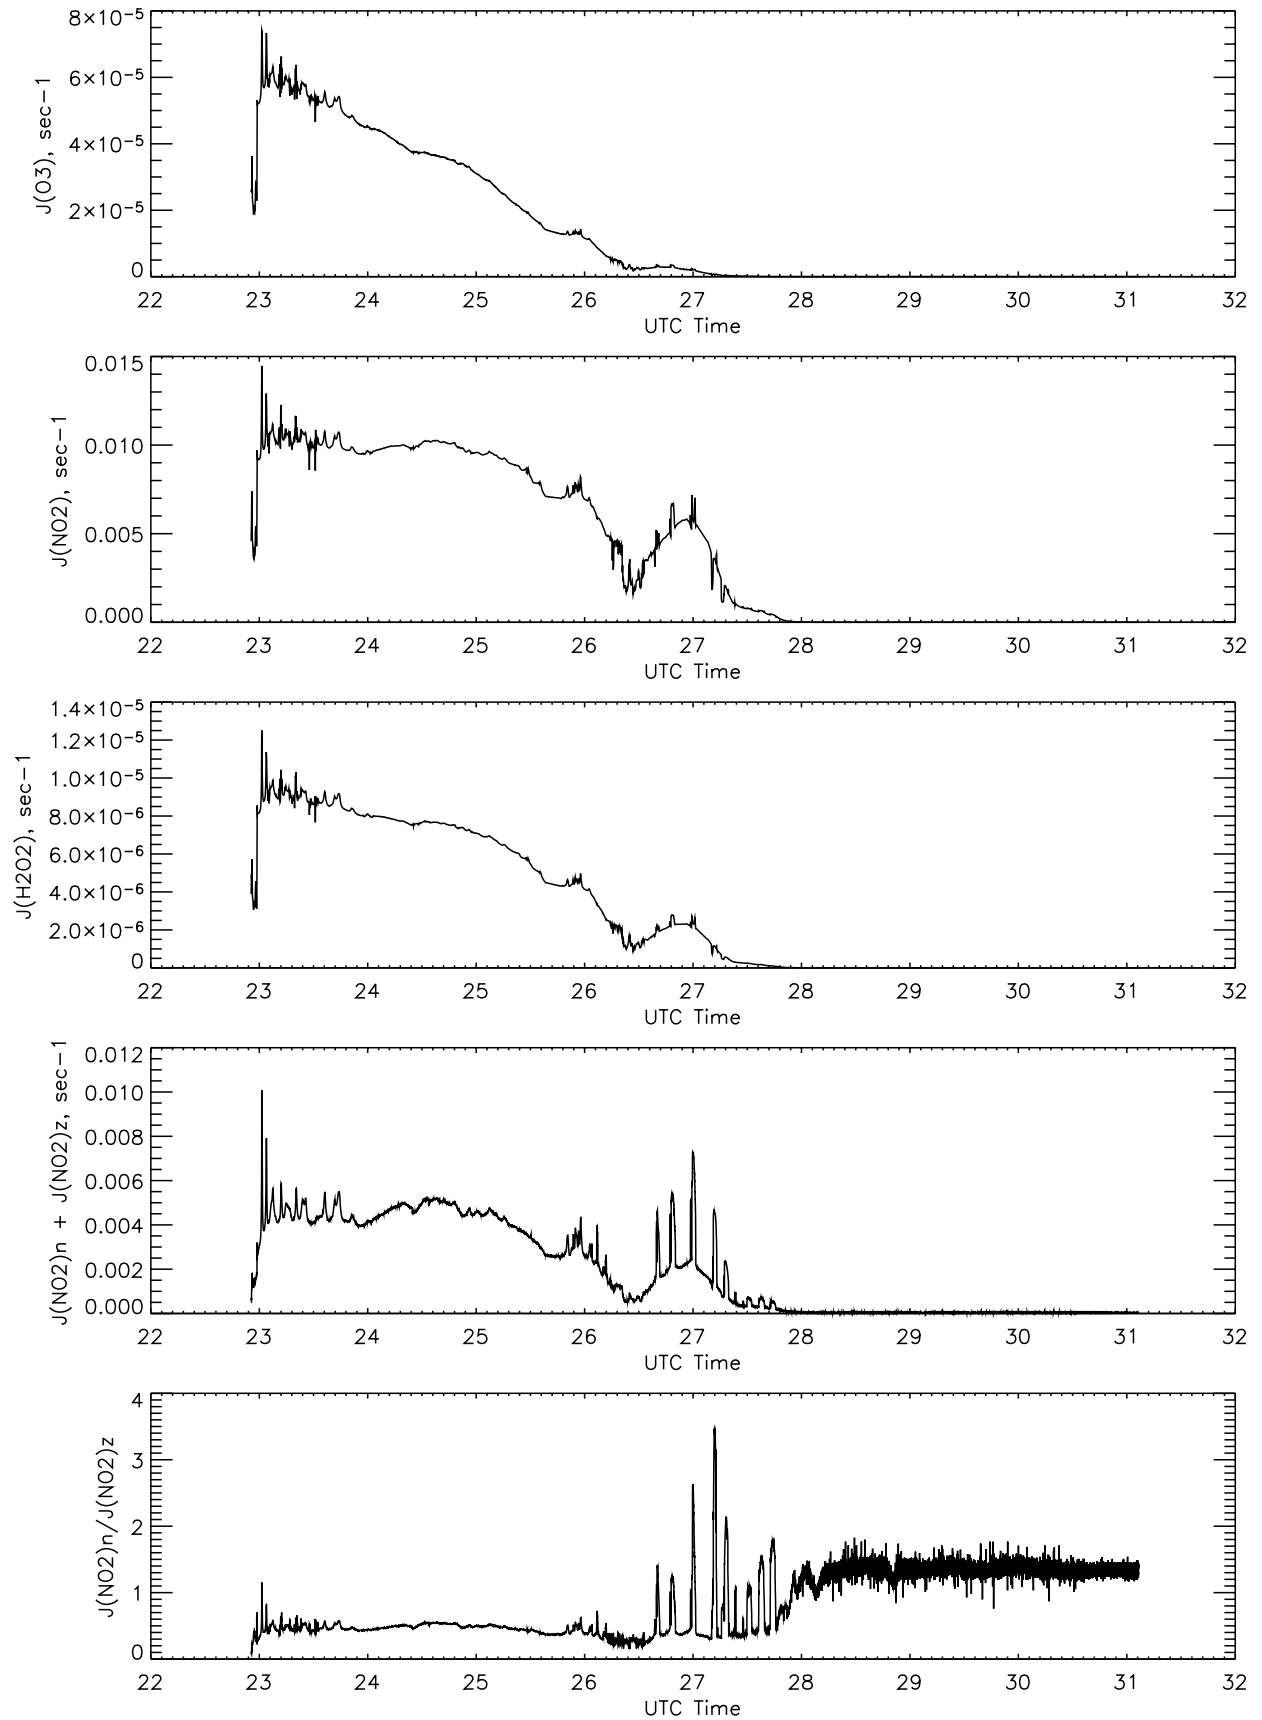 8×10⁻⁵
6×10⁻⁵
4×10⁻⁵
2×10⁻⁵
0
J(O3), sec−1
22 23 24 25 26 27 28 29 30 31 32
UTC Time
0.015
0.010
0.005
0.000
J(NO2), sec−1
22 23 24 25 26 27 28 29 30 31 32
UTC Time
1.4×10⁻⁵
1.2×10⁻⁵
1.0×10⁻⁵
8.0×10⁻⁶
6.0×10⁻⁶
4.0×10⁻⁶
2.0×10⁻⁶
0
J(H2O2), sec−1
22 23 24 25 26 27 28 29 30 31 32
UTC Time
0.012
0.010
0.008
0.006
0.004
0.002
0.000
J(NO2)n + J(NO2)z, sec−1
22 23 24 25 26 27 28 29 30 31 32
UTC Time
4
3
2
1
0
J(NO2)n/J(NO2)z
22 23 24 25 26 27 28 29 30 31 32
UTC Time